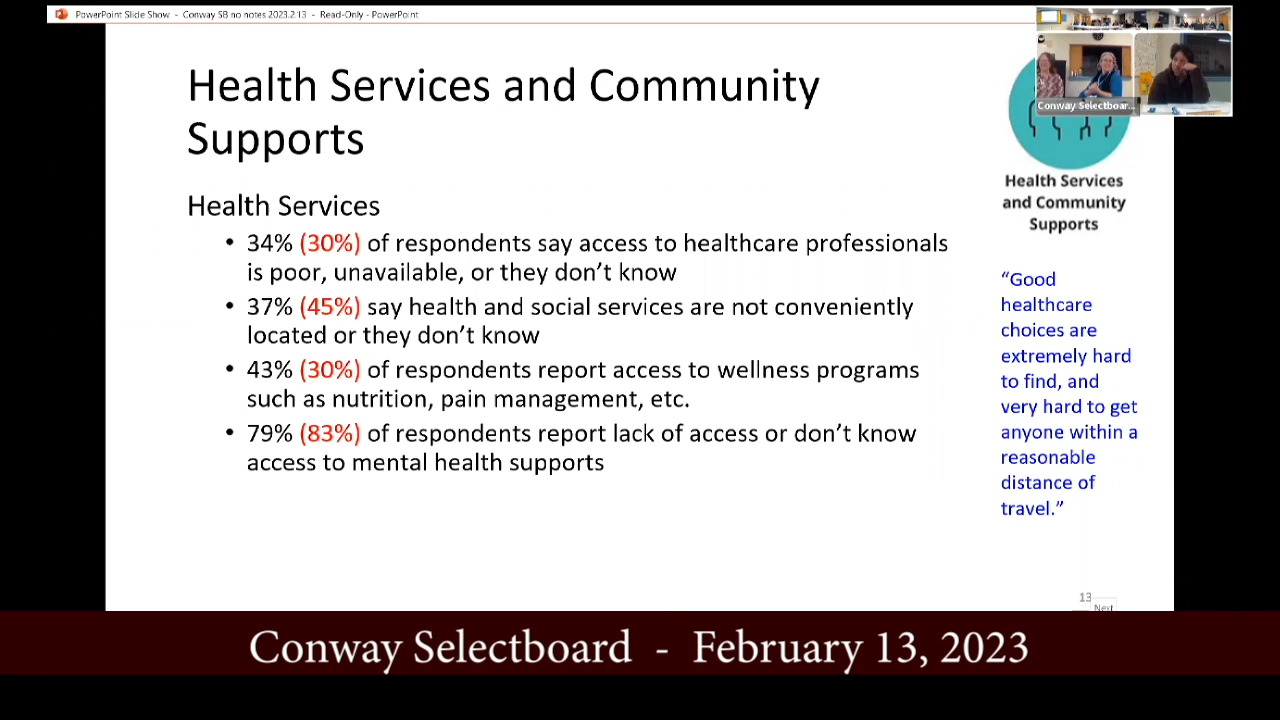 PowerPoint Slide Show - Conway SB no notes 2023.2.13 - Read-Only - PowerPoint
Conway Selectboar...
Health Services and Community
Supports
Health Services
• 34% (30%) of respondents say access to healthcare professionals
is poor, unavailable, or they don’t know
• 37% (45%) say health and social services are not conveniently
located or they don’t know
• 43% (30%) of respondents report access to wellness programs
such as nutrition, pain management, etc.
• 79% (83%) of respondents report lack of access or don’t know
access to mental health supports
Health Services
and Community
Supports
“Good
healthcare
choices are
extremely hard
to find, and
very hard to get
anyone within a
reasonable
distance of
travel.”
13
Next
Conway Selectboard - February 13, 2023